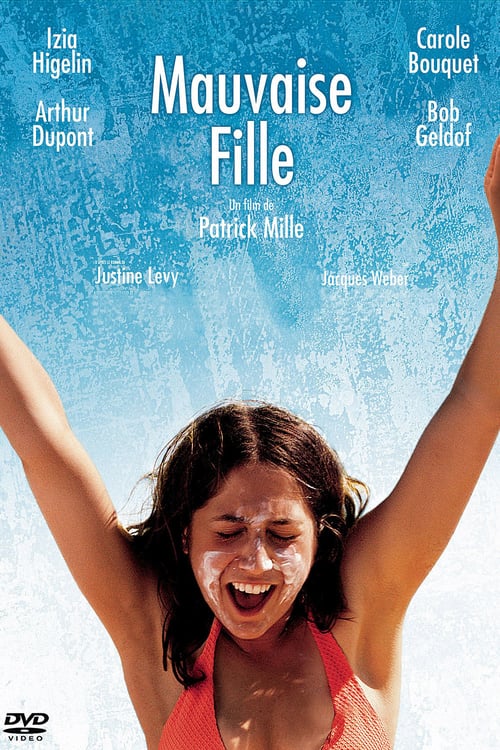 Izia
Higelin
Carole
Bouquet
Arthur
Dupont
Bob
Geldof
Mauvaise
Fille
Un film de
Patrick Mille
Justine Levy
Jacques Weber
DVD
VIDEO